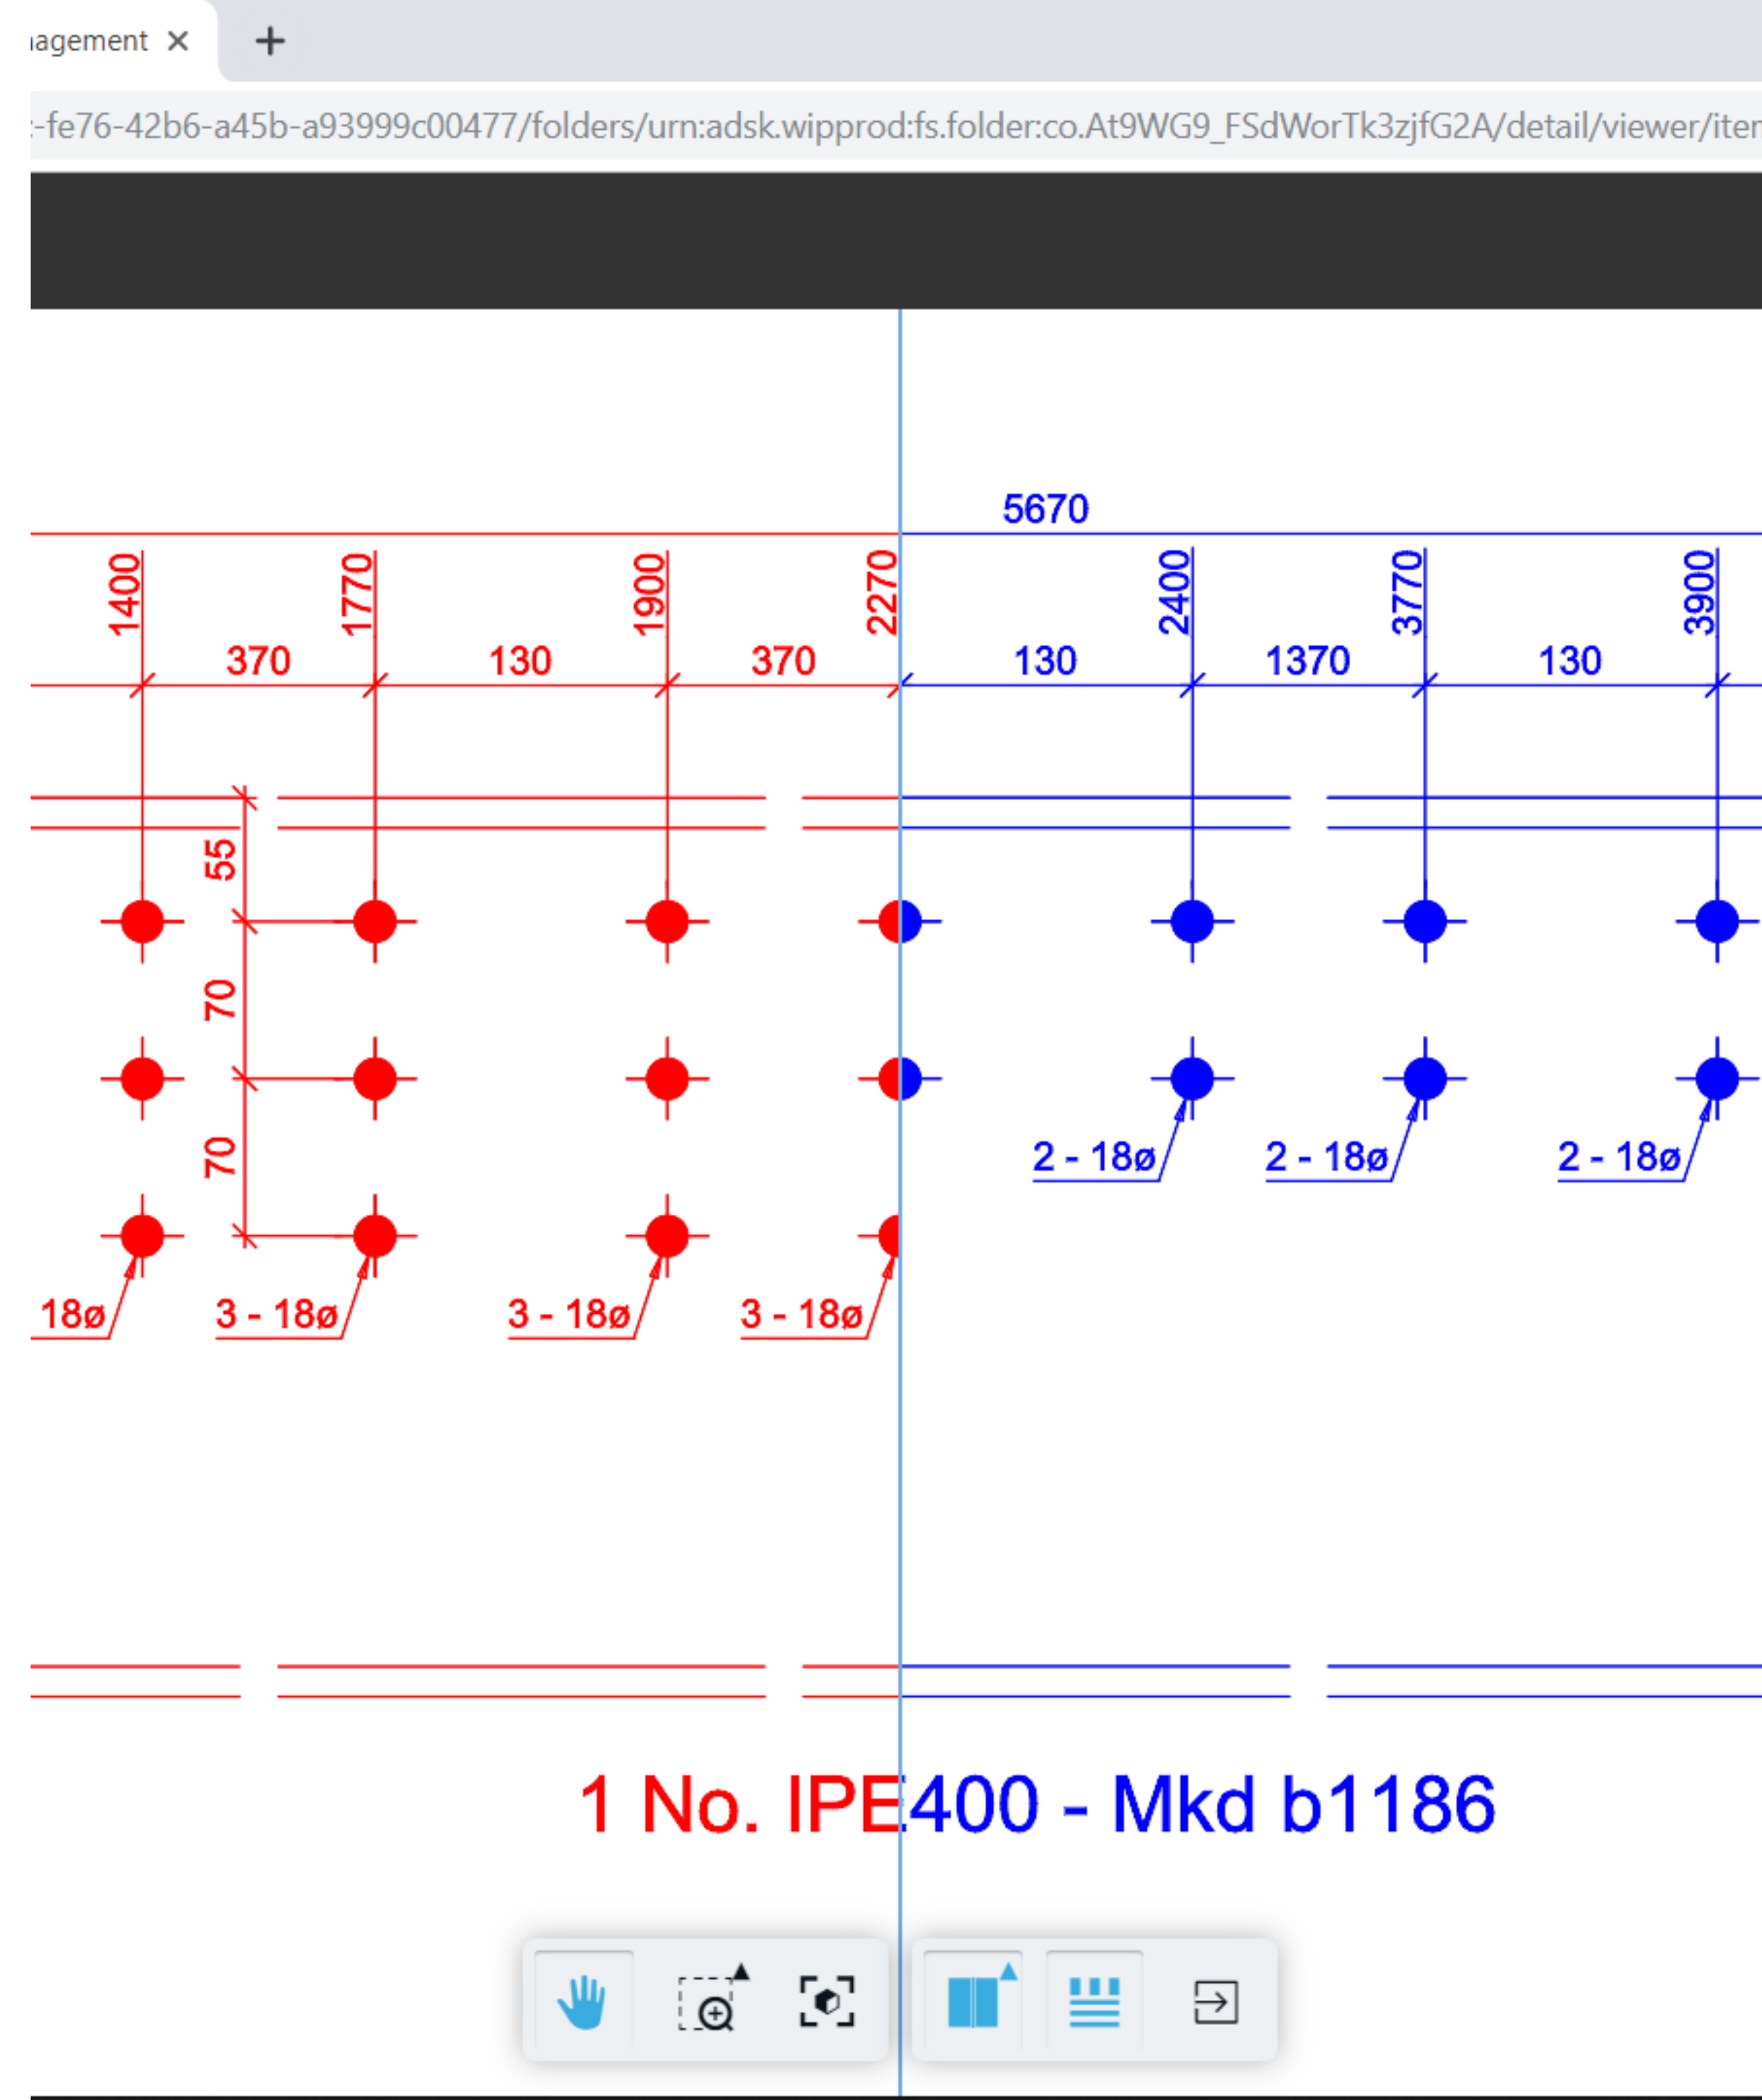 -fe76-42b6-a45b-a93999c00477/folders/urn:adsk.wipprod:fs.folder:co.At9WG9_FSdWorTk3zjfG2A/detail/viewer/
5670
1400 1770 1900 2270 2400 3770 3900
370 130 370 130 1370 130
55
70
70
2 - 18ø 2 - 18ø 2 - 18ø
18ø 3 - 18ø 3 - 18ø 3 - 18ø
1 No. IPE400 - Mkd b1186